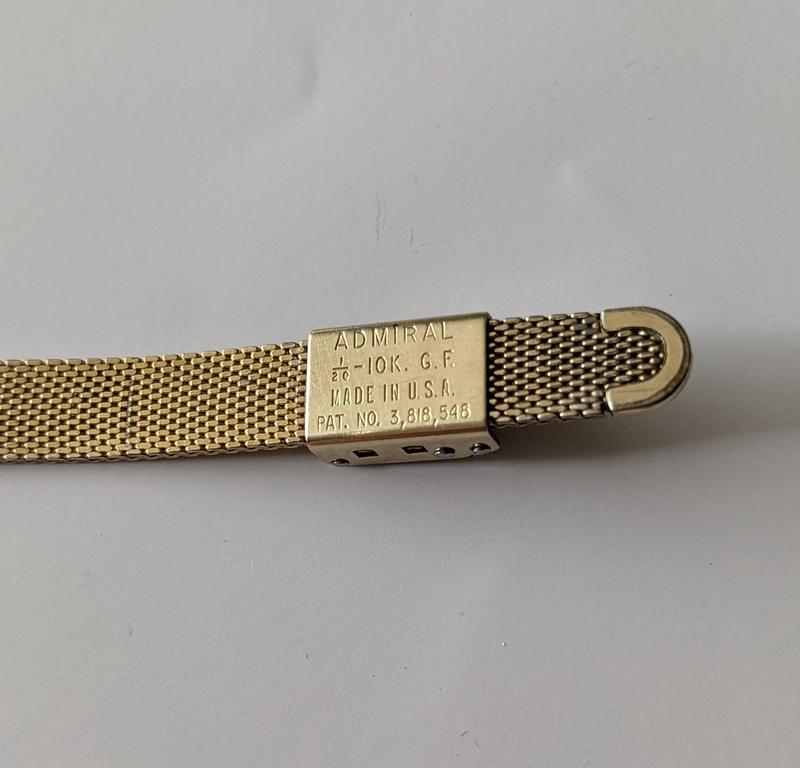 ADMIRAL
1/20-10K. G.F.
MADE IN U.S.A.
PAT. NO. 3,818,548